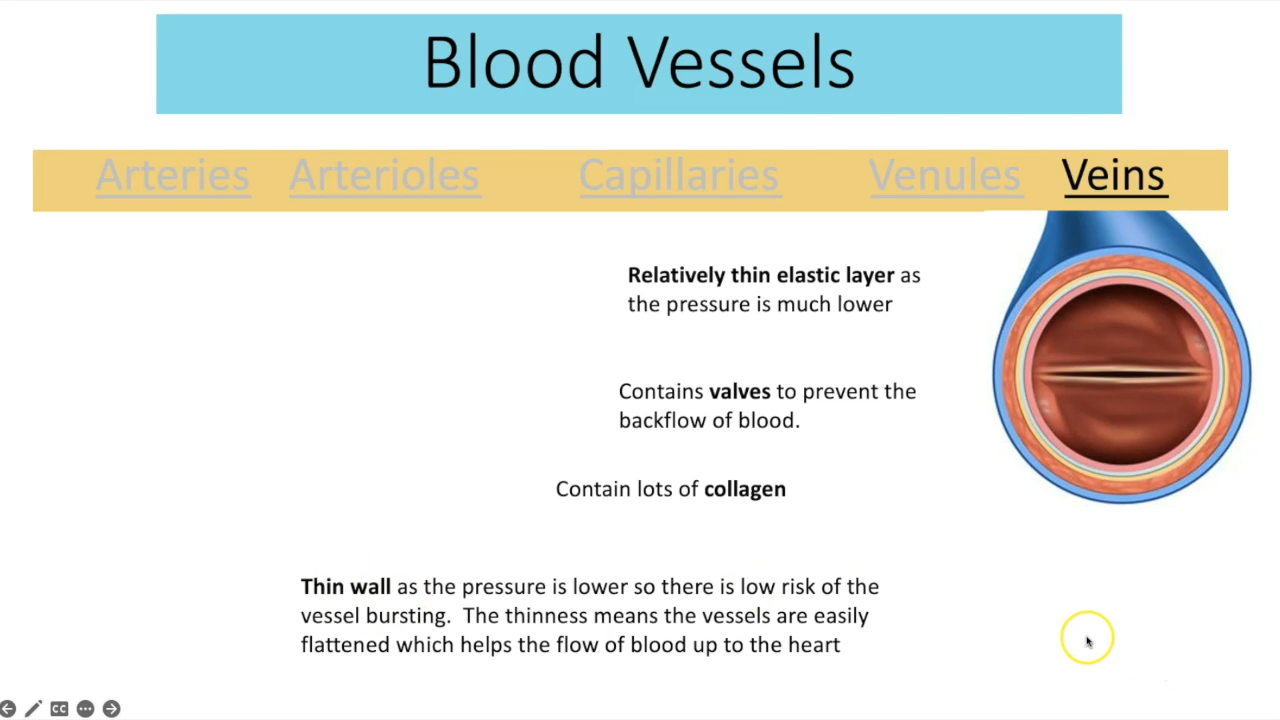 Blood Vessels
Arteries Arterioles Capillaries Venules Veins
Relatively thin elastic layer as
the pressure is much lower
Contains valves to prevent the
backflow of blood.
Contain lots of collagen
Thin wall as the pressure is lower so there is low risk of the
vessel bursting.  The thinness means the vessels are easily
flattened which helps the flow of blood up to the heart
CC